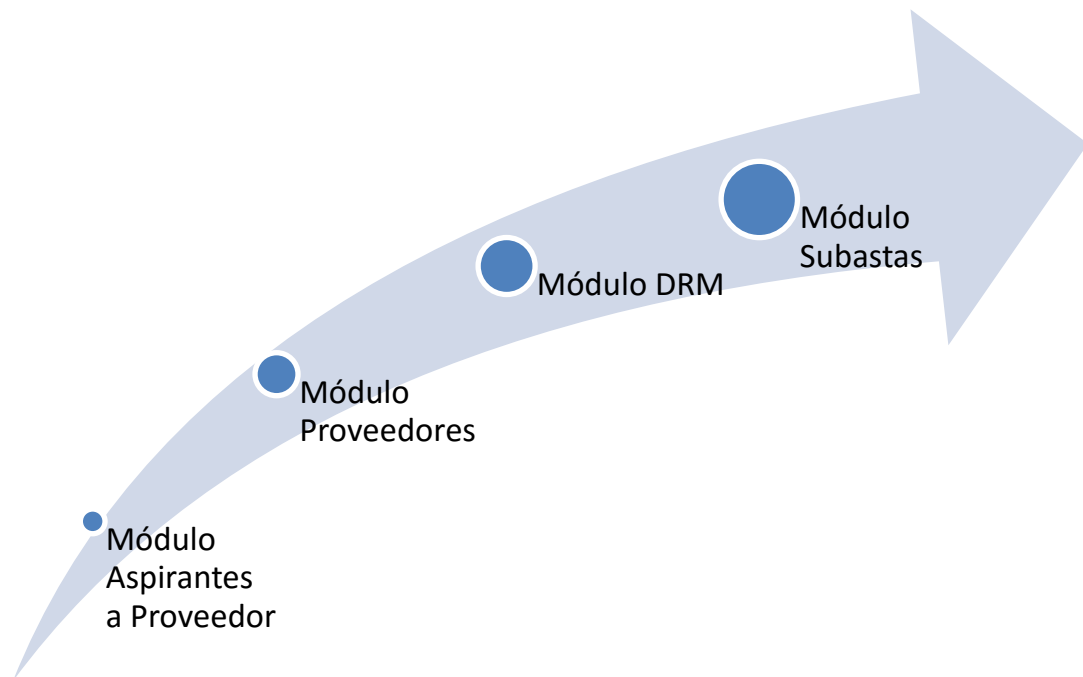 Módulo
Subastas
Módulo DRM
Módulo
Proveedores
Módulo
Aspirantes
a Proveedor